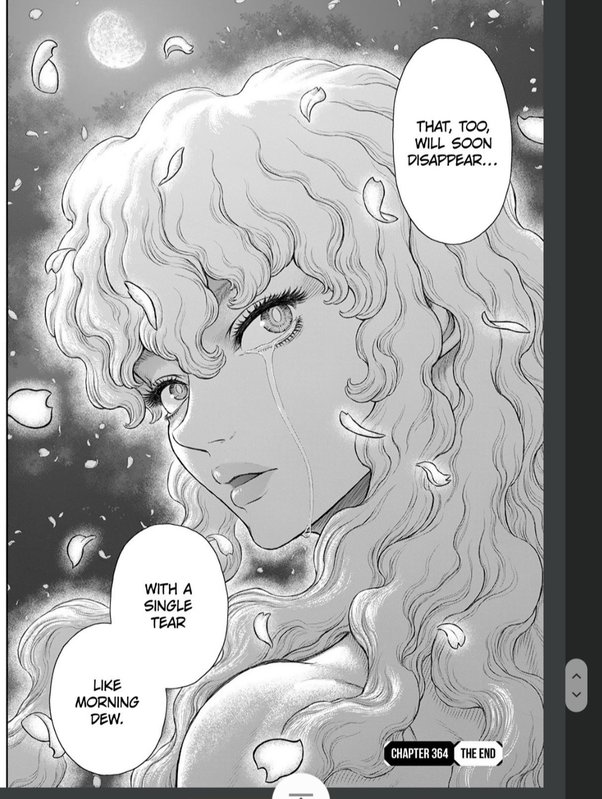 THAT, TOO,
WILL SOON
DISAPPEAR...
WITH A
SINGLE
TEAR
LIKE
MORNING
DEW.
CHAPTER 364 THE END